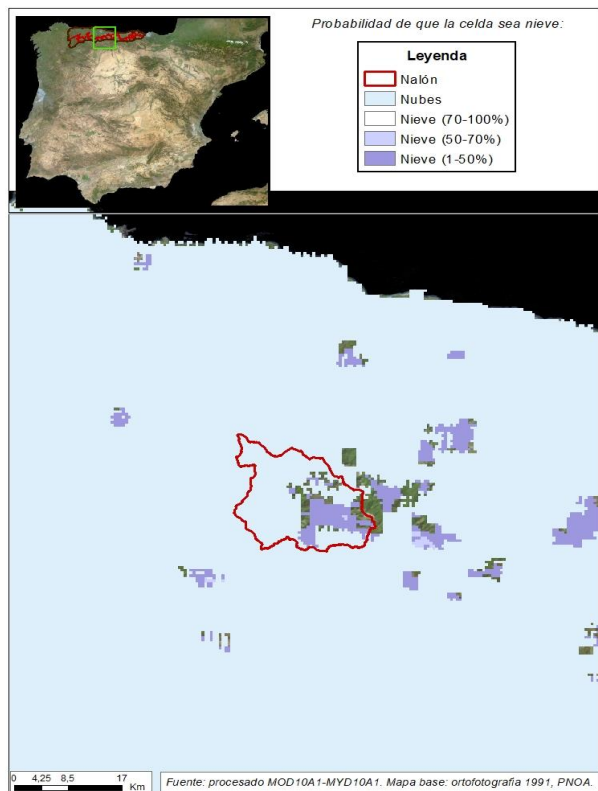 Probabilidad de que la celda sea nieve:
Leyenda
Nalón
Nubes
Nieve (70-100%)
Nieve (50-70%)
Nieve (1-50%)
0 4,25 8,5 17
Km
Fuente: procesado MOD10A1-MYD10A1. Mapa base: ortofotografia 1991, PNOA.